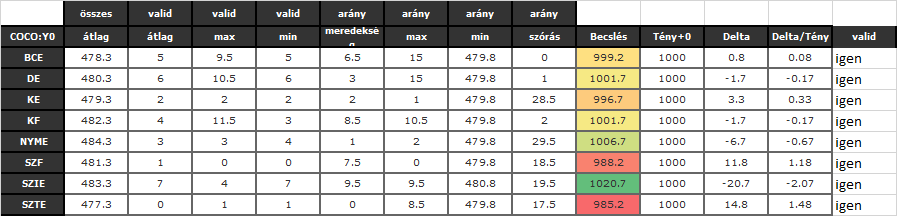 összes valid valid valid arány arány arány arány
COCO:Y0 átlag átlag max min meredeksé max min szórás Becslés Tény+0 Delta Delta/Tény valid
BCE 478.3 5 9.5 5 6.5 15 479.8 0 999.2 1000 0.8 0.08 igen
DE 480.3 6 10.5 6 3 15 479.8 1 1001.7 1000 -1.7 -0.17 igen
KE 479.3 2 2 2 2 1 479.8 28.5 996.7 1000 3.3 0.33 igen
KF 482.3 4 11.5 3 8.5 10.5 479.8 2 1001.7 1000 -1.7 -0.17 igen
NYME 484.3 3 3 4 1 2 479.8 29.5 1006.7 1000 -6.7 -0.67 igen
SZF 481.3 1 0 0 7.5 0 479.8 18.5 988.2 1000 11.8 1.18 igen
SZIE 483.3 7 4 7 9.5 9.5 480.8 19.5 1020.7 1000 -20.7 -2.07 igen
SZTE 477.3 0 1 1 0 8.5 479.8 17.5 985.2 1000 14.8 1.48 igen